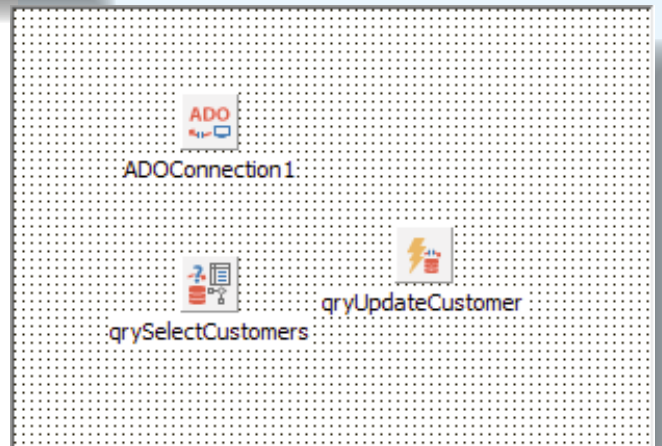 ADO
ADOConnection1
?
qryUpdateCustomer
qrySelectCustomers